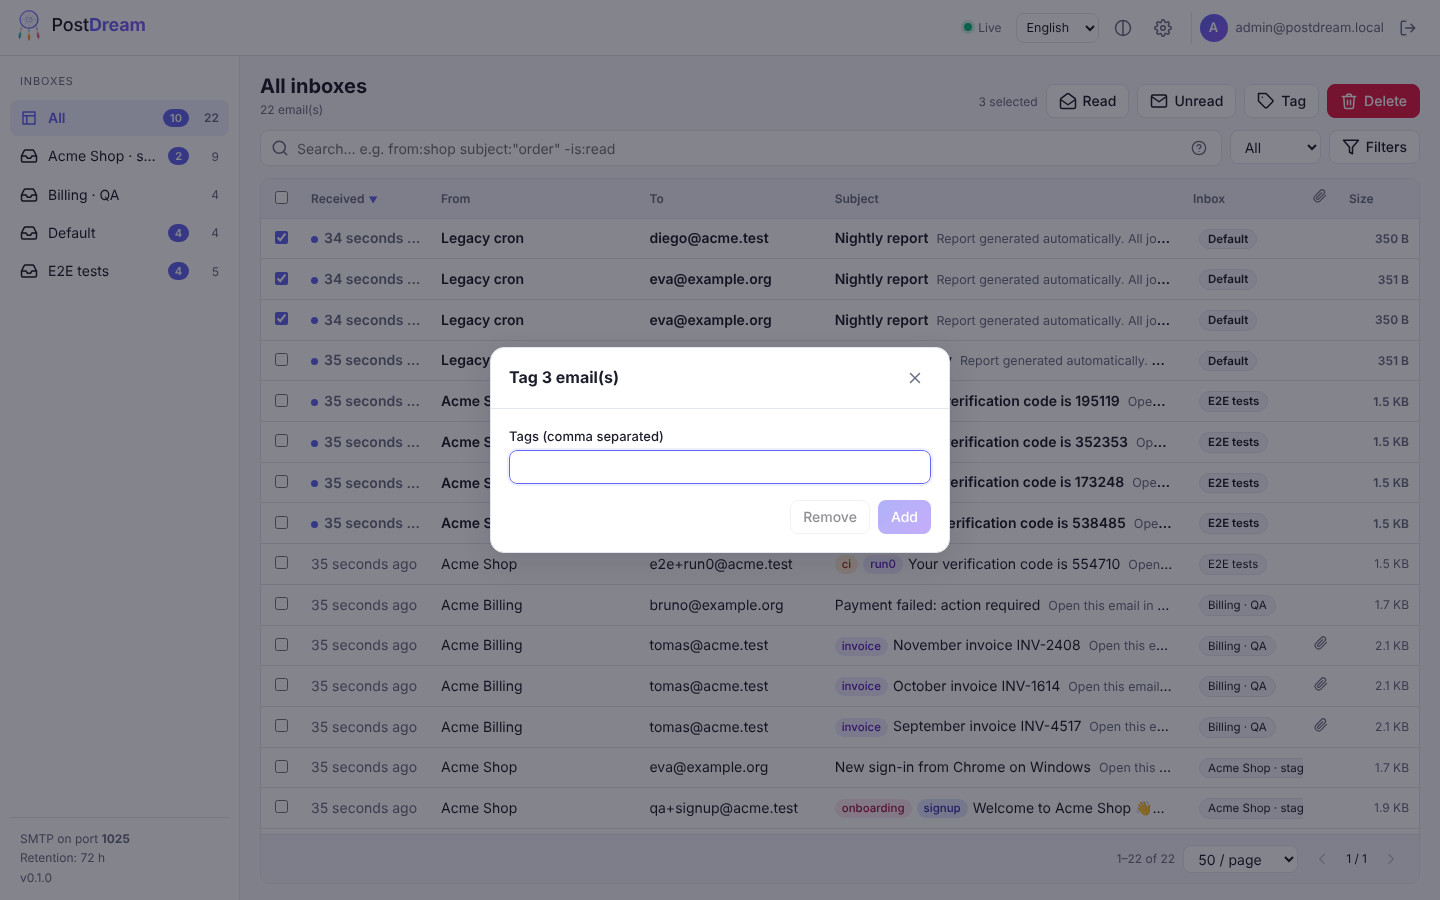 PostDream
Live
English
A
admin@postdream.local
INBOXES
All 10 22
Acme Shop · s... 2 9
Billing · QA 4
Default 4 4
E2E tests 4 5
SMTP on port 1025
Retention: 72 h
v0.1.0
All inboxes
22 email(s)
3 selected
Read
Unread
Tag
Delete
Search... e.g. from:shop subject:"order" -is:read
All
Filters
Received ▼ From To Subject Inbox Size
34 seconds ... Legacy cron diego@acme.test Nightly report Report generated automatically. All jo... Default 350 B
34 seconds ... Legacy cron eva@example.org Nightly report Report generated automatically. All jo... Default 351 B
34 seconds ... Legacy cron eva@example.org Nightly report Report generated automatically. All jo... Default 350 B
35 seconds ... Legacy Report generated automatically. ... Default 351 B
35 seconds ... Acme S erification code is 195119 Ope... E2E tests 1.5 KB
35 seconds ... Acme S erification code is 352353 Op... E2E tests 1.5 KB
35 seconds ... Acme S erification code is 173248 Ope... E2E tests 1.5 KB
35 seconds ... Acme S erification code is 538485 Ope... E2E tests 1.5 KB
35 seconds ago Acme Shop e2e+run0@acme.test ci run0 Your verification code is 554710 Open... E2E tests 1.5 KB
35 seconds ago Acme Billing bruno@example.org Payment failed: action required Open this email in ... Billing · QA 1.7 KB
35 seconds ago Acme Billing tomas@acme.test invoice November invoice INV-2408 Open this e... Billing · QA 2.1 KB
35 seconds ago Acme Billing tomas@acme.test invoice October invoice INV-1614 Open this email... Billing · QA 2.1 KB
35 seconds ago Acme Billing tomas@acme.test invoice September invoice INV-4517 Open this e... Billing · QA 2.1 KB
35 seconds ago Acme Shop eva@example.org New sign-in from Chrome on Windows Open this ... Acme Shop · stag 1.7 KB
35 seconds ago Acme Shop qa+signup@acme.test onboarding signup Welcome to Acme Shop 👋... Acme Shop · stag 1.9 KB
1–22 of 22
50 / page
1 / 1
Tag 3 email(s)
Tags (comma separated)
Remove
Add